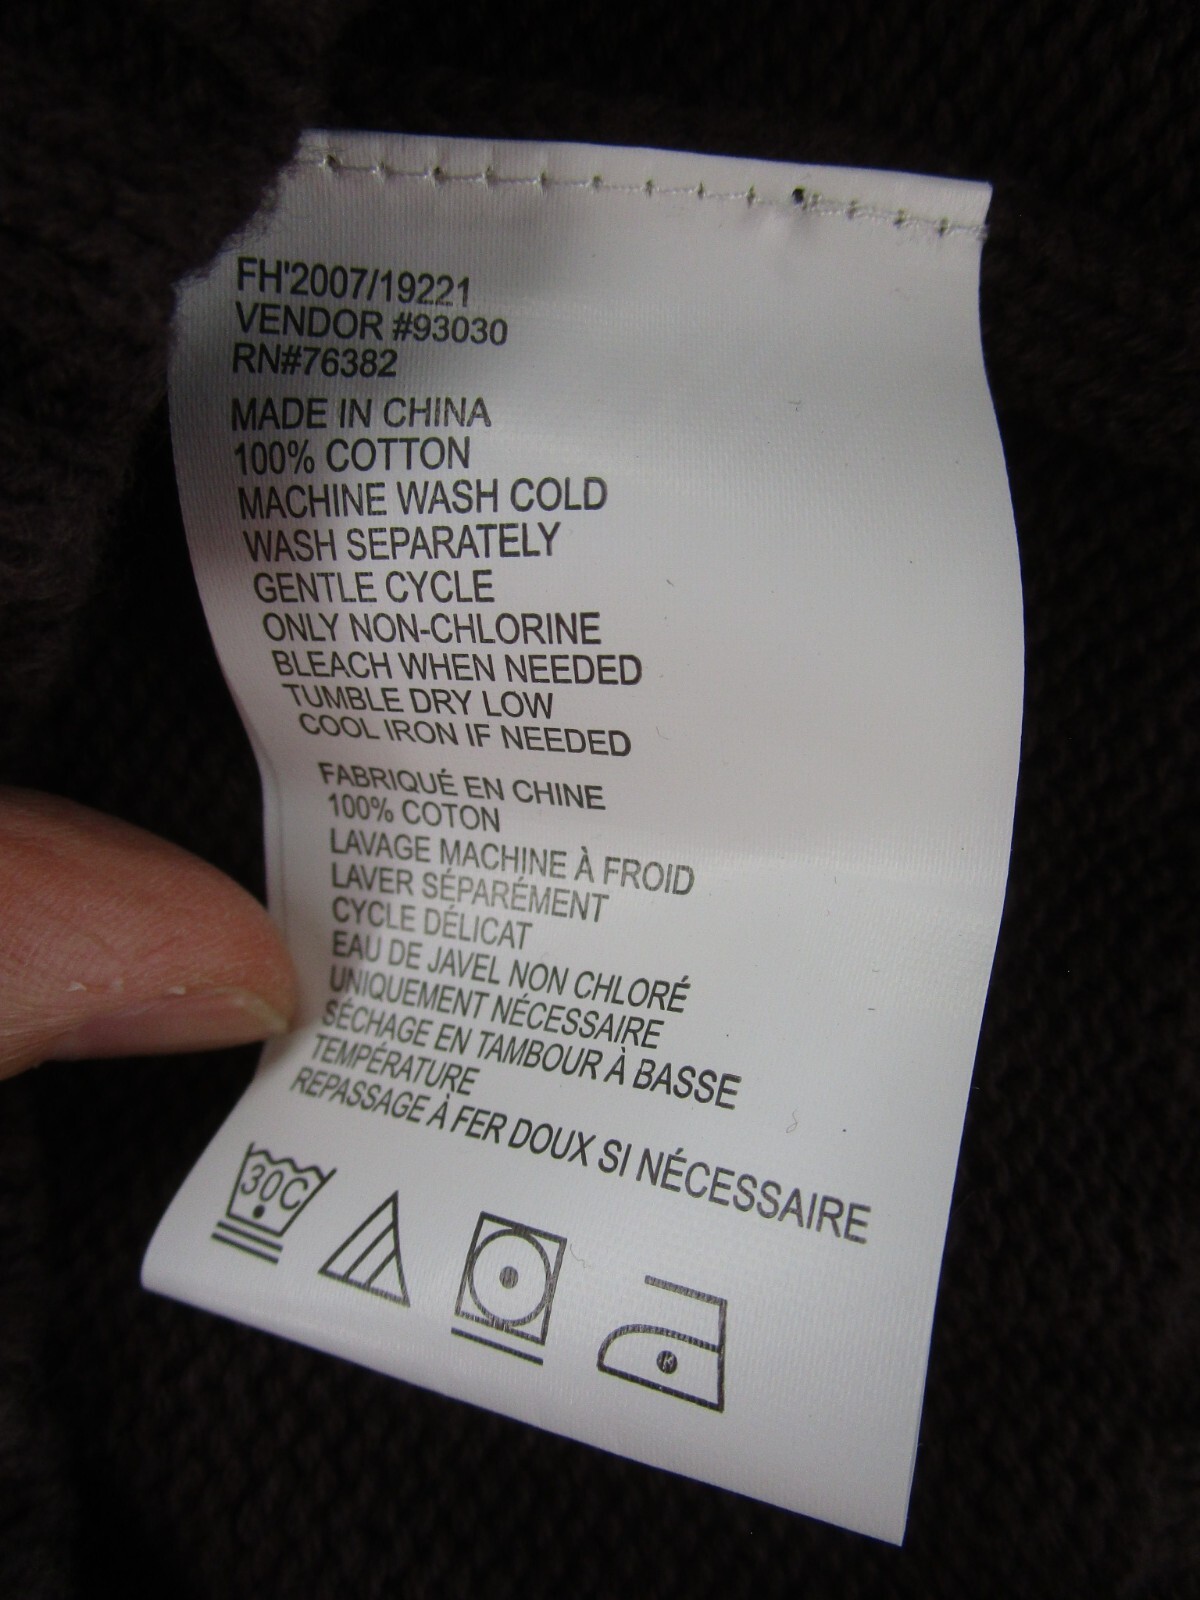 FH'2007/19221
VENDOR #93030
RN#76382
MADE IN CHINA
100% COTTON
MACHINE WASH COLD
WASH SEPARATELY
GENTLE CYCLE
ONLY NON-CHLORINE
BLEACH WHEN NEEDED
TUMBLE DRY LOW
COOL IRON IF NEEDED
FABRIQUÉ EN CHINE
100% COTON
LAVAGE MACHINE À FROID
LAVER SÉPARÉMENT
CYCLE DÉLICAT
EAU DE JAVEL NON CHLORÉ
UNIQUEMENT NÉCESSAIRE
SÉCHAGE EN TAMBOUR À BASSE
TEMPÉRATURE
REPASSAGE À FER DOUX SI NÉCESSAIRE
30C